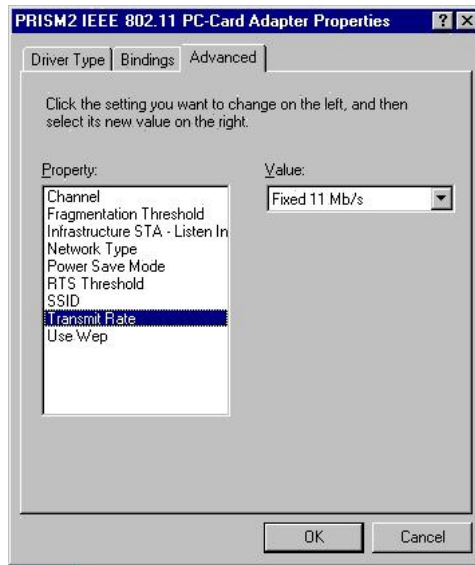 PRISM2 IEEE 802.11 PC-Card Adapter Properties
Driver Type Bindings Advanced
Click the setting you want to change on the left, and then
select its new value on the right.
Property:
Value:
Channel
Fragmentation Threshold
Infrastructure STA - Listen In
Network Type
Power Save Mode
RTS Threshold
SSID
Transmit Rate
Use Wep
Fixed 11 Mb/s
OK Cancel